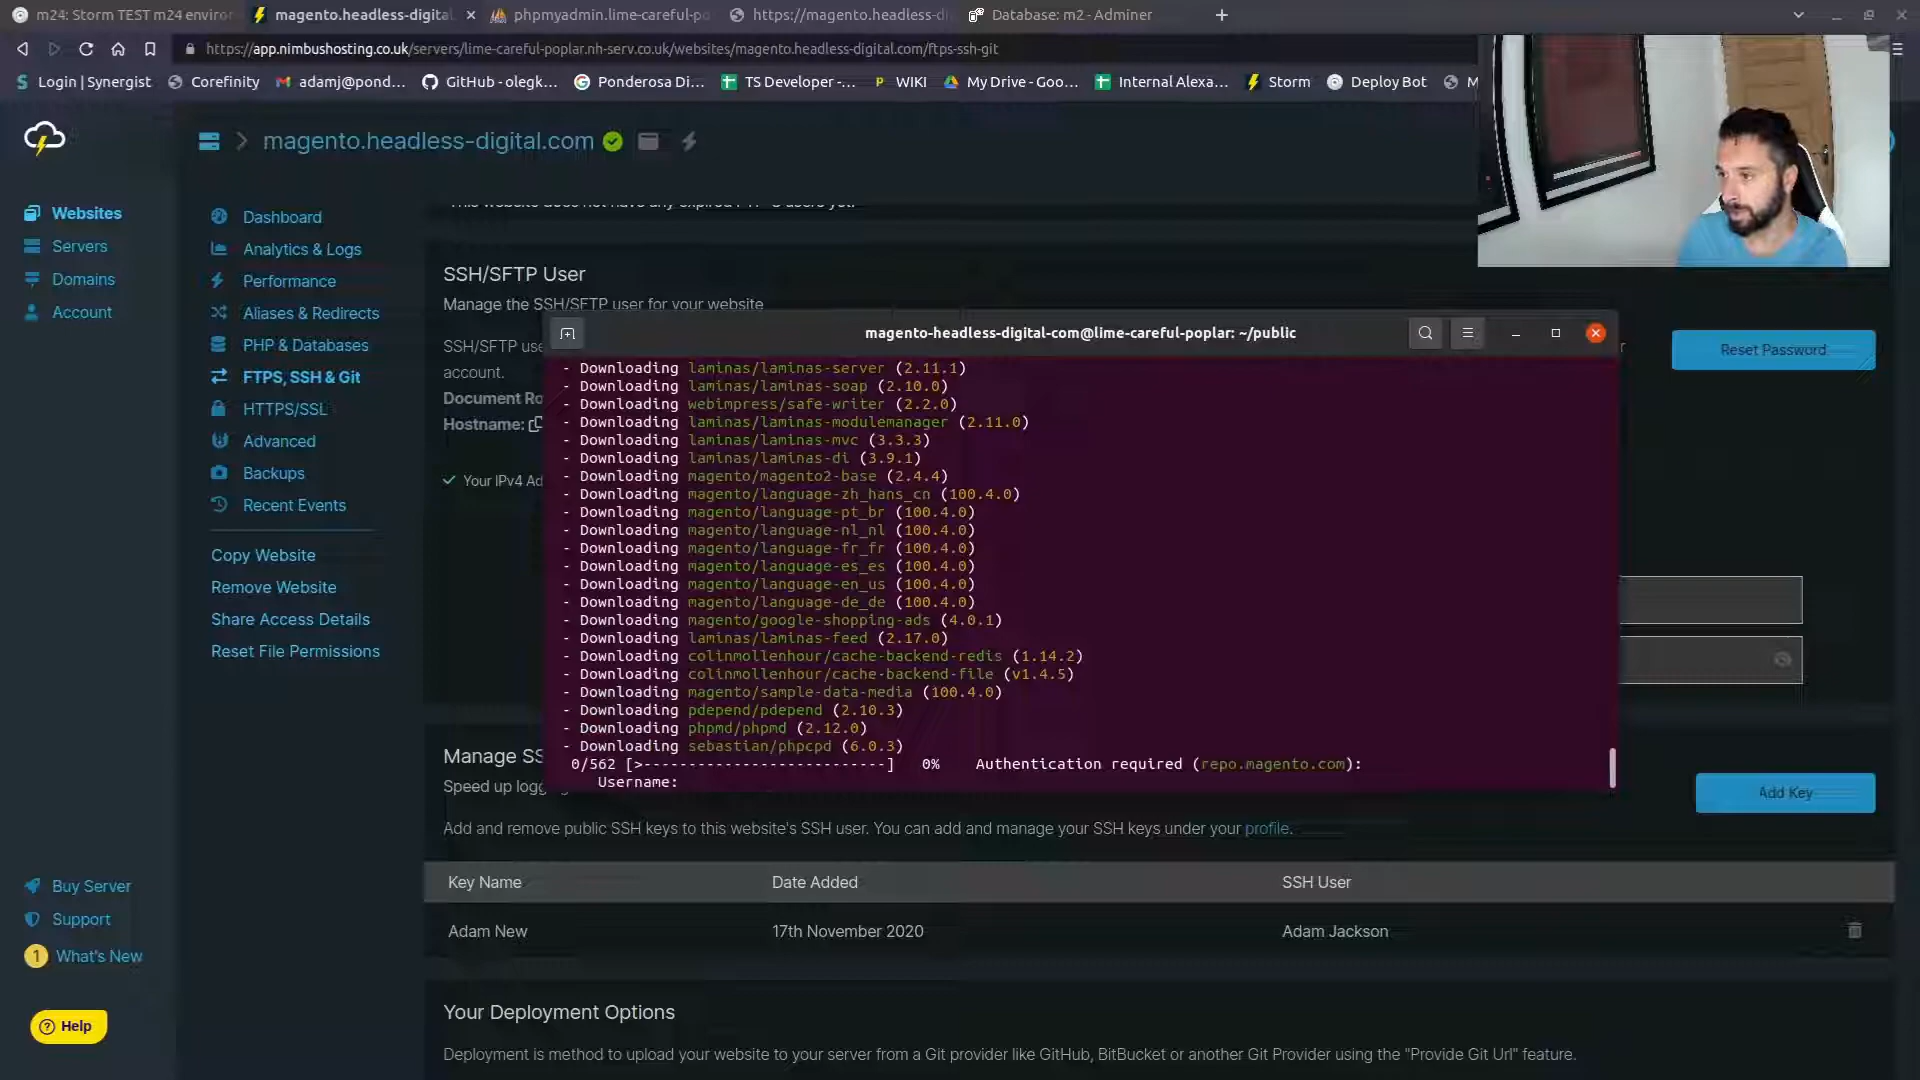 m24: Storm TEST m24 environ
magento.headless-digital
phpmyadmin.lime-careful-po
https://magento.headless-di
Database: m2 - Adminer
https://app.nimbushosting.co.uk/servers/lime-careful-poplar.nh-serv.co.uk/websites/magento.headless-digital.com/ftps-ssh-git
Login | Synergist
Corefinity
adamj@pond...
GitHub - olegk...
Ponderosa Di...
TS Developer -...
WIKI
My Drive - Goo...
Internal Alexa...
Storm
Deploy Bot
M
magento.headless-digital.com
Websites
Servers
Domains
Account
Dashboard
Analytics & Logs
Performance
Aliases & Redirects
PHP & Databases
FTPS, SSH & Git
HTTPS/SSL
Advanced
Backups
Recent Events
Copy Website
Remove Website
Share Access Details
Reset File Permissions
SSH/SFTP User
Manage the SSH/SFTP user for your website
SSH/SFTP use
account.
Document Ro
Hostname:
Your IPv4 Ad
Reset Password
magento-headless-digital-com@lime-careful-poplar: ~/public
- Downloading laminas/laminas-server (2.11.1)
- Downloading laminas/laminas-soap (2.10.0)
- Downloading webimpress/safe-writer (2.2.0)
- Downloading laminas/laminas-modulemanager (2.11.0)
- Downloading laminas/laminas-mvc (3.3.3)
- Downloading laminas/laminas-di (3.9.1)
- Downloading magento/magento2-base (2.4.4)
- Downloading magento/language-zh_hans_cn (100.4.0)
- Downloading magento/language-pt_br (100.4.0)
- Downloading magento/language-nl_nl (100.4.0)
- Downloading magento/language-fr_fr (100.4.0)
- Downloading magento/language-es_es (100.4.0)
- Downloading magento/language-en_us (100.4.0)
- Downloading magento/language-de_de (100.4.0)
- Downloading magento/google-shopping-ads (4.0.1)
- Downloading laminas/laminas-feed (2.17.0)
- Downloading colinmollenhour/cache-backend-redis (1.14.2)
- Downloading colinmollenhour/cache-backend-file (v1.4.5)
- Downloading magento/sample-data-media (100.4.0)
- Downloading pdepend/pdepend (2.10.3)
- Downloading phpmd/phpmd (2.12.0)
- Downloading sebastian/phpcpd (6.0.3)
0/562 [>---------------------------] 0% Authentication required (repo.magento.com):
Username:
Manage SS
Speed up logg
Add and remove public SSH keys to this website's SSH user. You can add and manage your SSH keys under your profile.
Add Key
Key Name Date Added SSH User
Adam New 17th November 2020 Adam Jackson
Buy Server
Support
1 What's New
Help
Your Deployment Options
Deployment is method to upload your website to your server from a Git provider like GitHub, BitBucket or another Git Provider using the "Provide Git Url" feature.